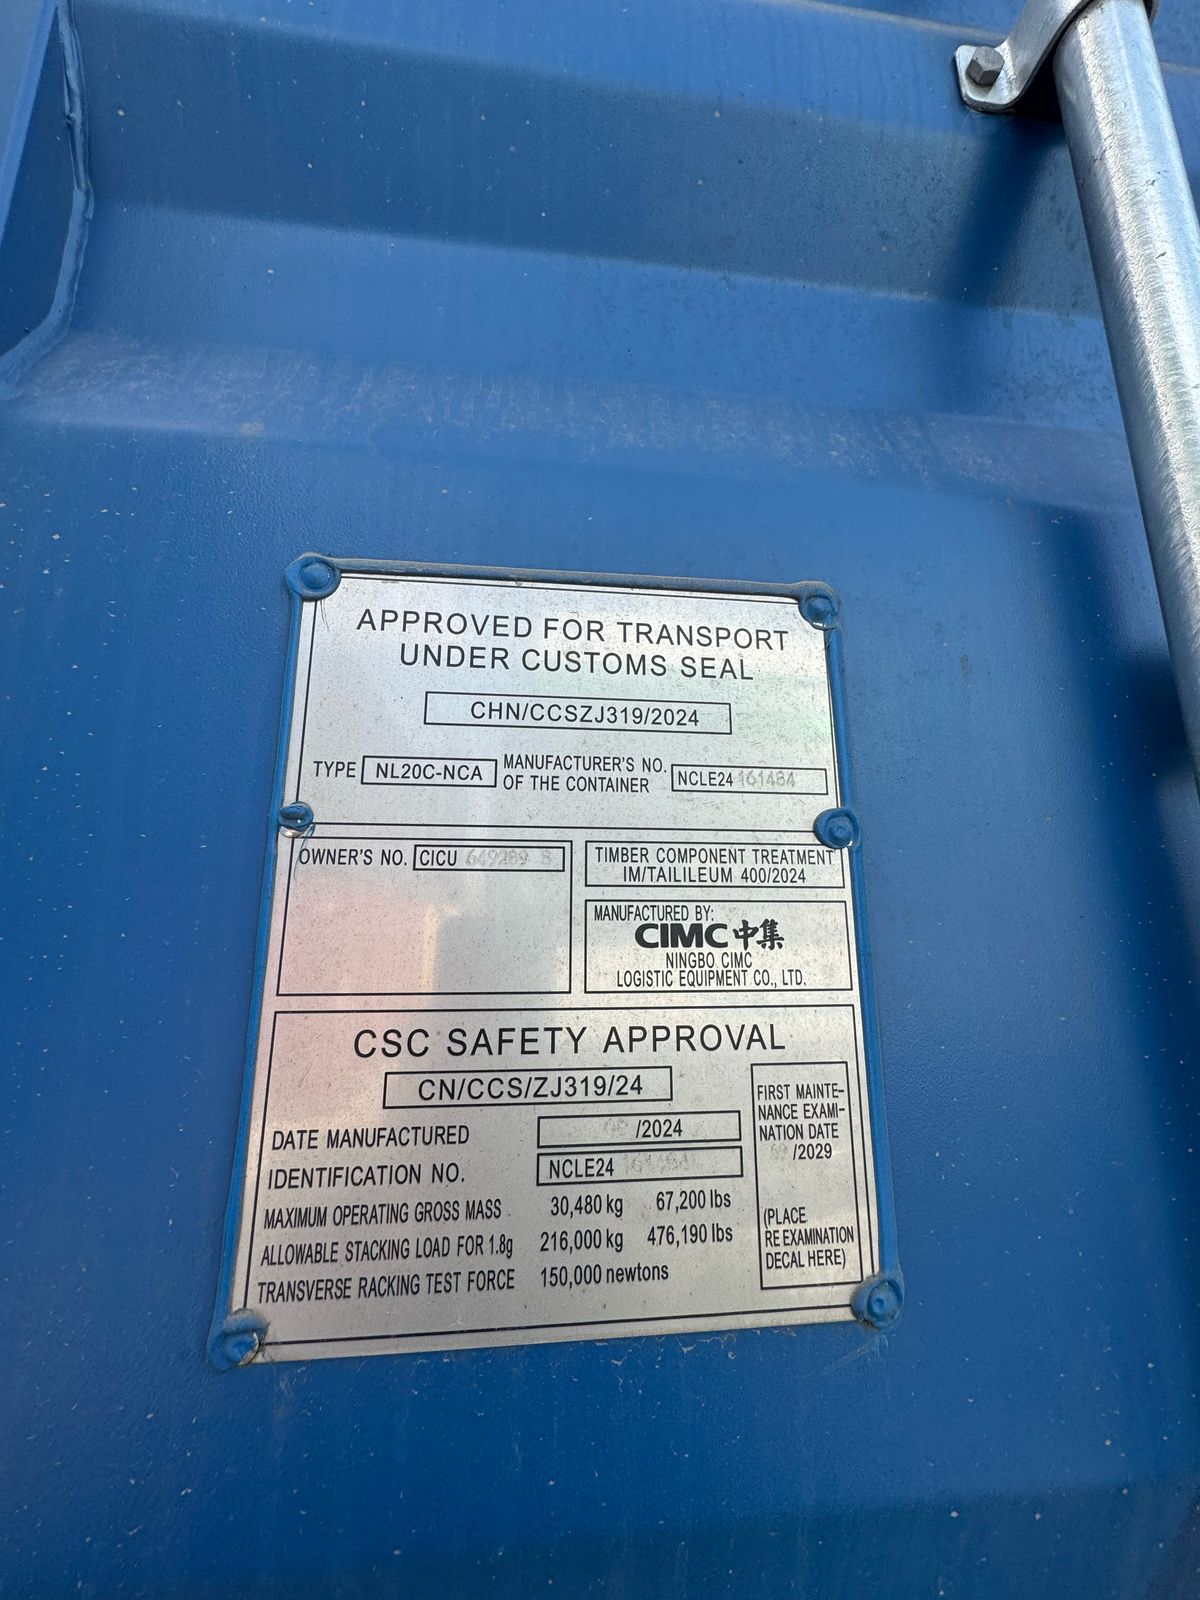 APPROVED FOR TRANSPORT
UNDER CUSTOMS SEAL
CHN/CCSZJ319/2024
TYPE NL20C-NCA MANUFACTURER'S NO. OF THE CONTAINER NCLE24 161484
OWNER'S NO. CICU
TIMBER COMPONENT TREATMENT
IM/TAILILEUM 400/2024
MANUFACTURED BY:
CIMC 中集
NINGBO CIMC
LOGISTIC EQUIPMENT CO., LTD.
CSC SAFETY APPROVAL
CN/CCS/ZJ319/24
DATE MANUFACTURED /2024
IDENTIFICATION NO. NCLE24 161484
MAXIMUM OPERATING GROSS MASS 30,480 kg 67,200 lbs
ALLOWABLE STACKING LOAD FOR 1.8g 216,000 kg 476,190 lbs
TRANSVERSE RACKING TEST FORCE 150,000 newtons
FIRST MAINTE-
NANCE EXAMI-
NATION DATE
/2029
(PLACE
RE EXAMINATION
DECAL HERE)